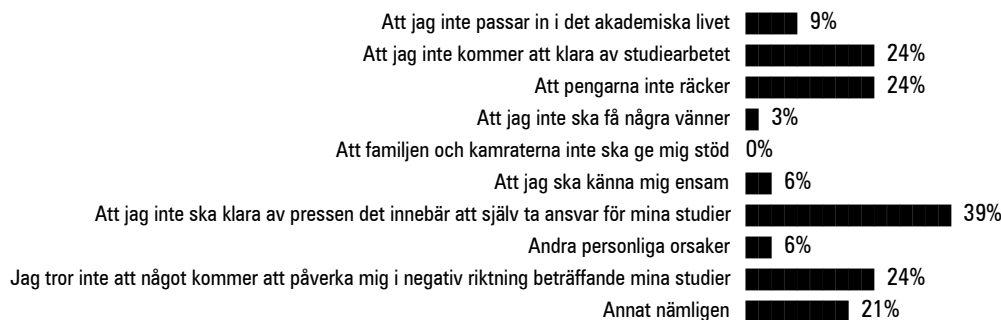 Att jag inte passar in i det akademiska livet 9%
Att jag inte kommer att klara av studiearbetet 24%
Att pengarna inte räcker 24%
Att jag inte ska få några vänner 3%
Att familjen och kamraterna inte ska ge mig stöd 0%
Att jag ska känna mig ensam 6%
Att jag inte ska klara av pressen det innebär att själv ta ansvar för mina studier 39%
Andra personliga orsaker 6%
Jag tror inte att något kommer att påverka mig i negativ riktning beträffande mina studier 24%
Annat nämligen 21%